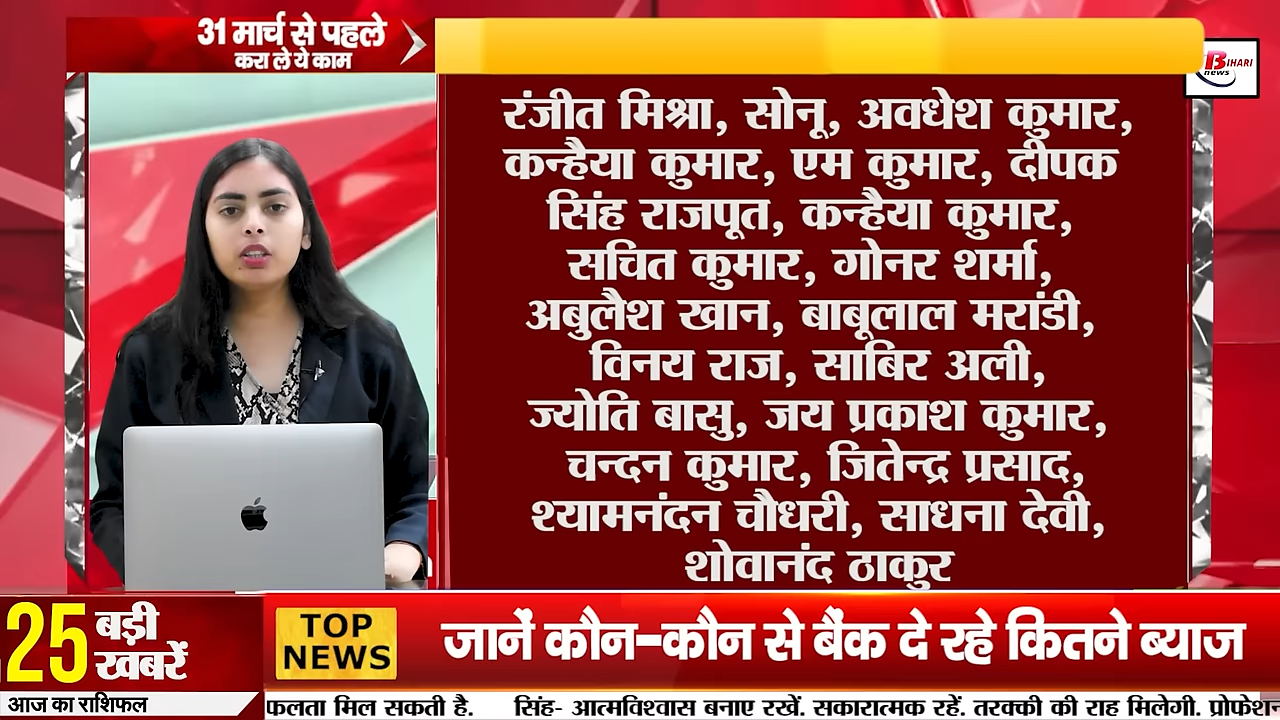 31 मार्च से पहले
करा ले ये काम
BIHARI
news
रंजीत मिश्रा, सोनू, अवधेश कुमार,
कन्हैया कुमार, एम कुमार, दीपक
सिंह राजपूत, कन्हैया कुमार,
सचित कुमार, गोनर शर्मा,
अबुलैश खान, बाबूलाल मरांडी,
विनय राज, साबिर अली,
ज्योति बासु, जय प्रकाश कुमार,
चन्दन कुमार, जितेन्द्र प्रसाद,
श्यामनंदन चौधरी, साधना देवी,
शोवानंद ठाकुर
25 बड़ी
खबरें
TOP
NEWS
जानें कौन-कौन से बैंक दे रहे कितने ब्याज
आज का राशिफल
फलता मिल सकती है. सिंह- आत्मविश्वास बनाए रखें. सकारात्मक रहें. तरक्की की राह मिलेगी. प्रोफेशन